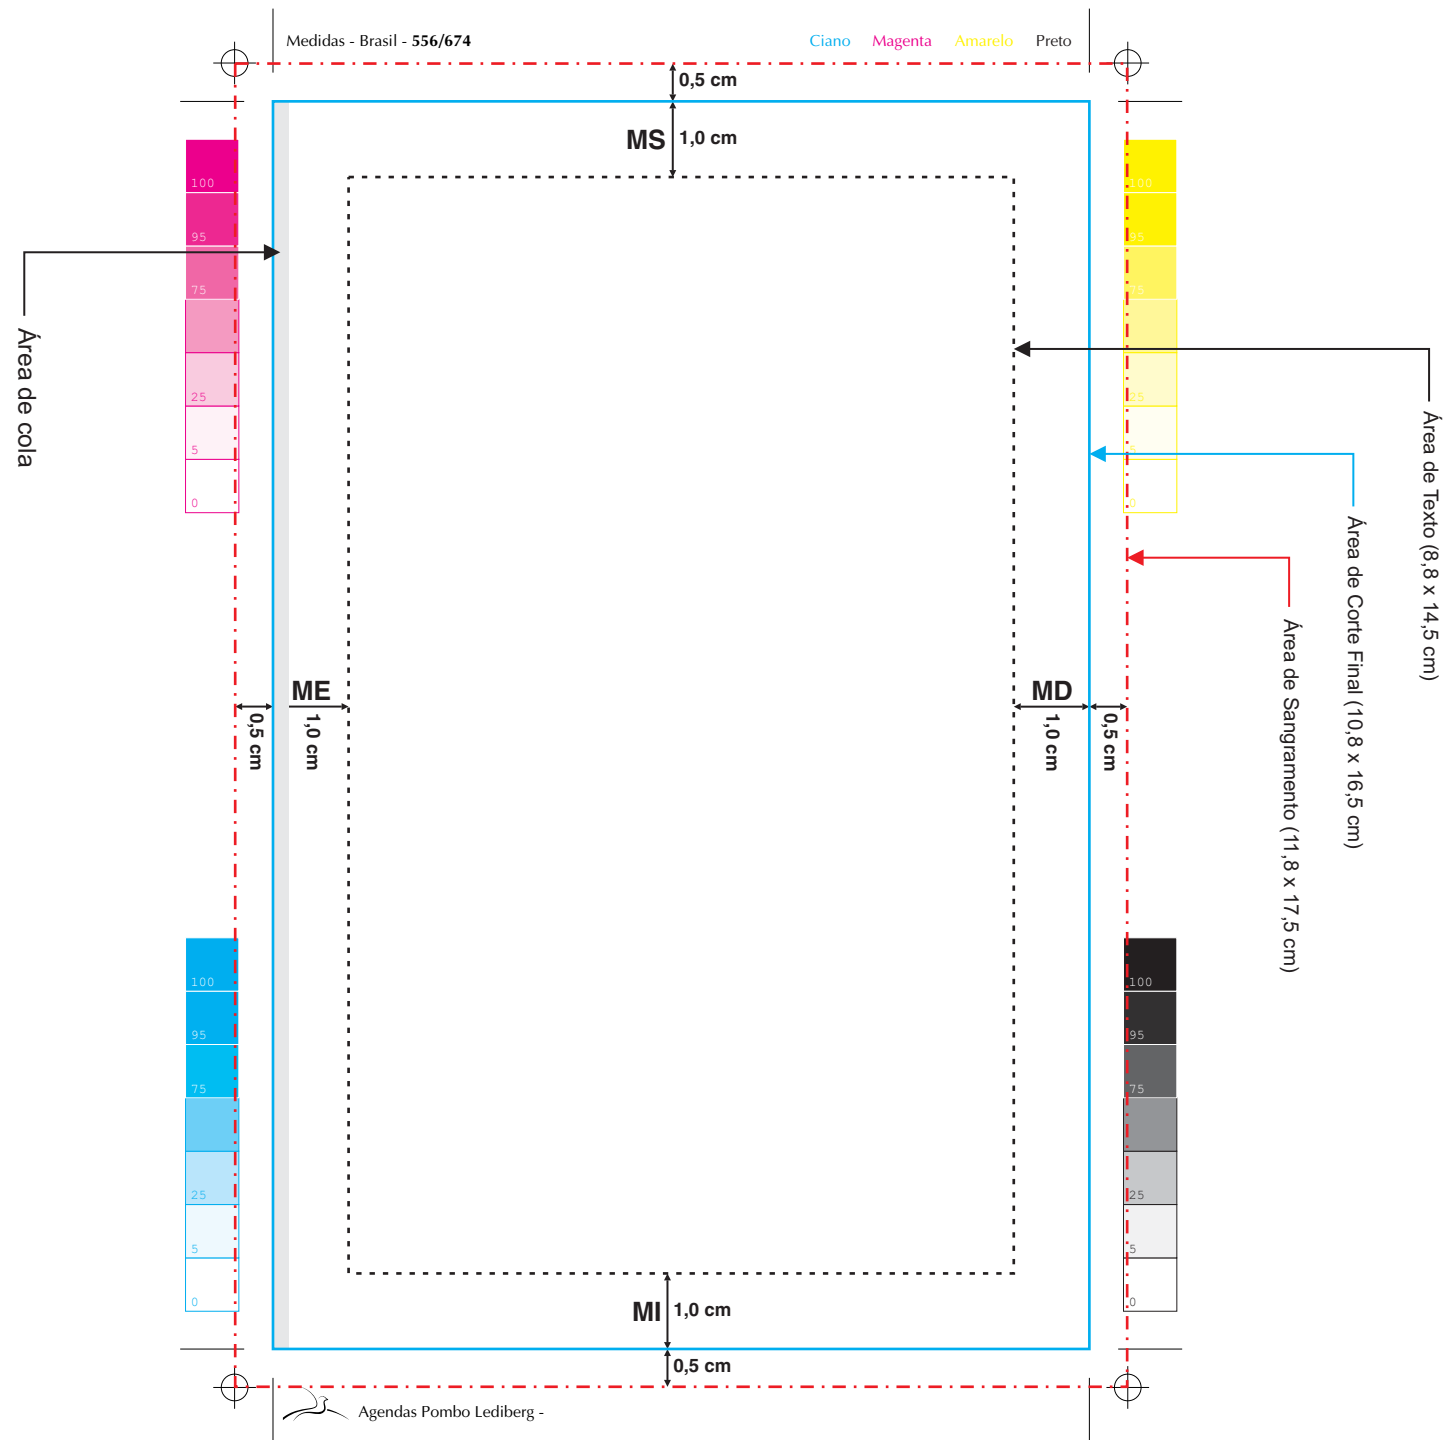 Medidas - Brasil - 556/674
Ciano Magenta Amarelo Preto
0,5 cm
MS 1,0 cm
100
95
75
25
5
0
100
95
75
25
5
0
Área de cola
Área de Texto (8,8 x 14,5 cm)
Área de Corte Final (10,8 x 16,5 cm)
Área de Sangramento (11,8 x 17,5 cm)
ME
1,0 cm
0,5 cm
MD
1,0 cm
0,5 cm
100
95
75
25
5
0
100
95
75
25
5
0
MI 1,0 cm
0,5 cm
Agendas Pombo Lediberg -